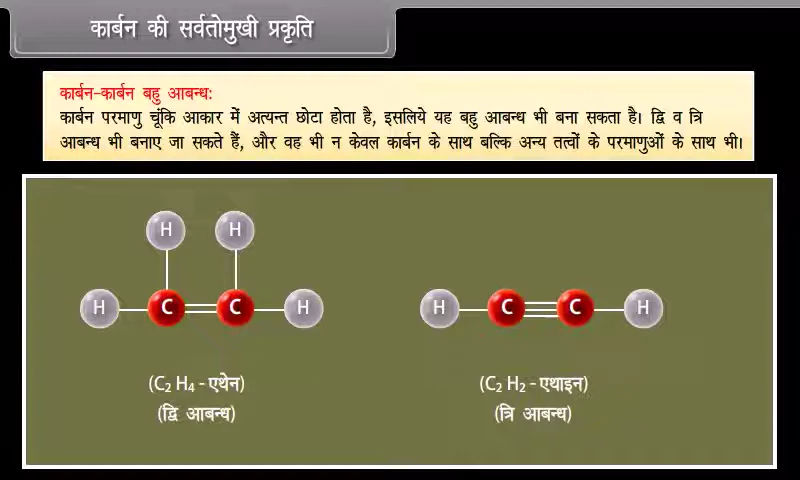 कार्बन की सर्वतोमुखी प्रकृति
कार्बन-कार्बन बहु आबन्ध:
कार्बन परमाणु चूंकि आकार में अत्यन्त छोटा होता है, इसलिये यह बहु आबन्ध भी बना सकता है। द्वि व त्रि
आबन्ध भी बनाए जा सकते हैं, और वह भी न केवल कार्बन के साथ बल्कि अन्य तत्वों के परमाणुओं के साथ भी।
H H
H C C H H C C H
(C₂ H₄ - एथेन) (C₂ H₂ - एथाइन)
(द्वि आबन्ध) (त्रि आबन्ध)